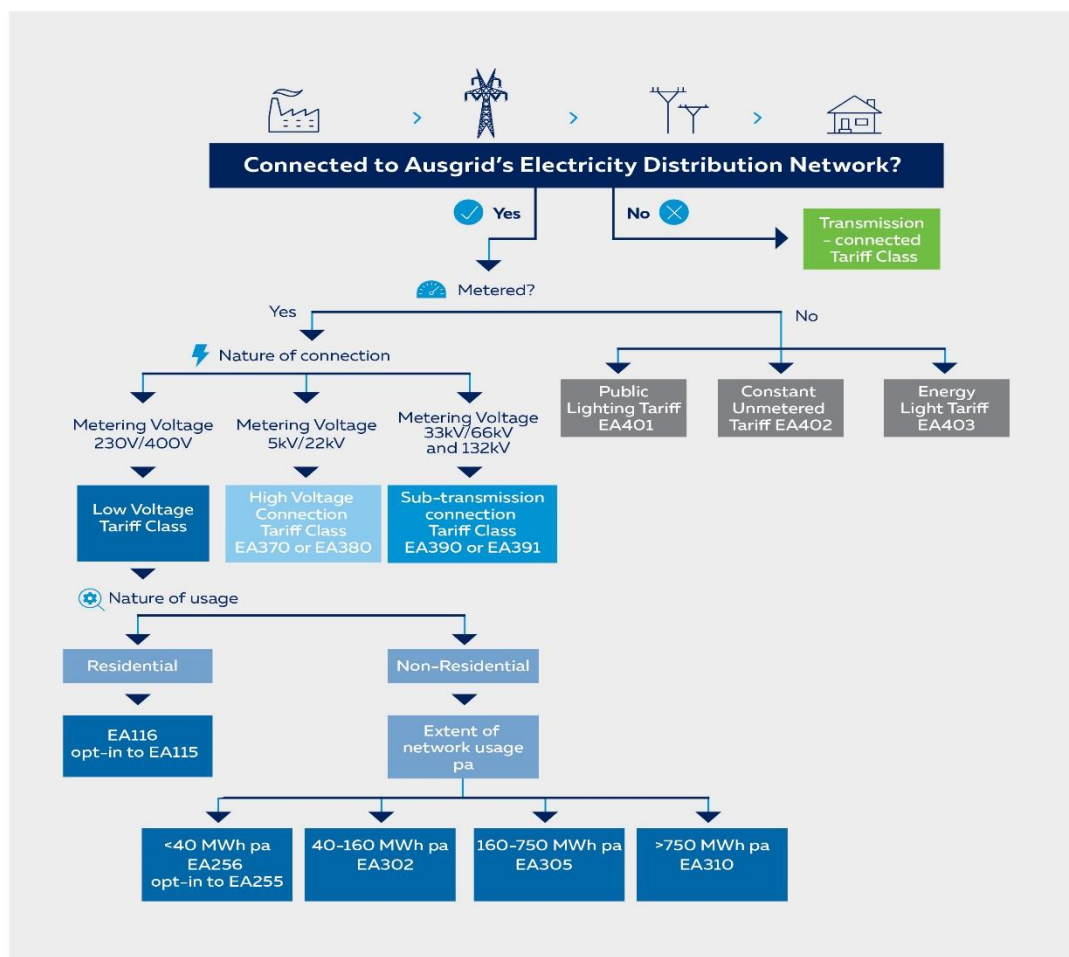 Connected to Ausgrid's Electricity Distribution Network?
Yes
No
Transmission
- connected
Tariff Class
Metered?
Yes
No
Nature of connection
Public
Lighting Tariff
EA401
Constant
Unmetered
Tariff EA402
Energy
Light Tariff
EA403
Metering Voltage
230V/400V
Metering Voltage
5kV/22kV
Metering Voltage
33kV/66kV
and 132kV
Low Voltage
Tariff Class
High Voltage
Connection
Tariff Class
EA370 or EA380
Sub-transmission
connection
Tariff Class
EA390 or EA391
Nature of usage
Residential
Non-Residential
EA116
opt-in to EA115
Extent of
network usage
pa
<40 MWh pa
EA256
opt-in to EA255
40-160 MWh pa
EA302
160-750 MWh pa
EA305
>750 MWh pa
EA310